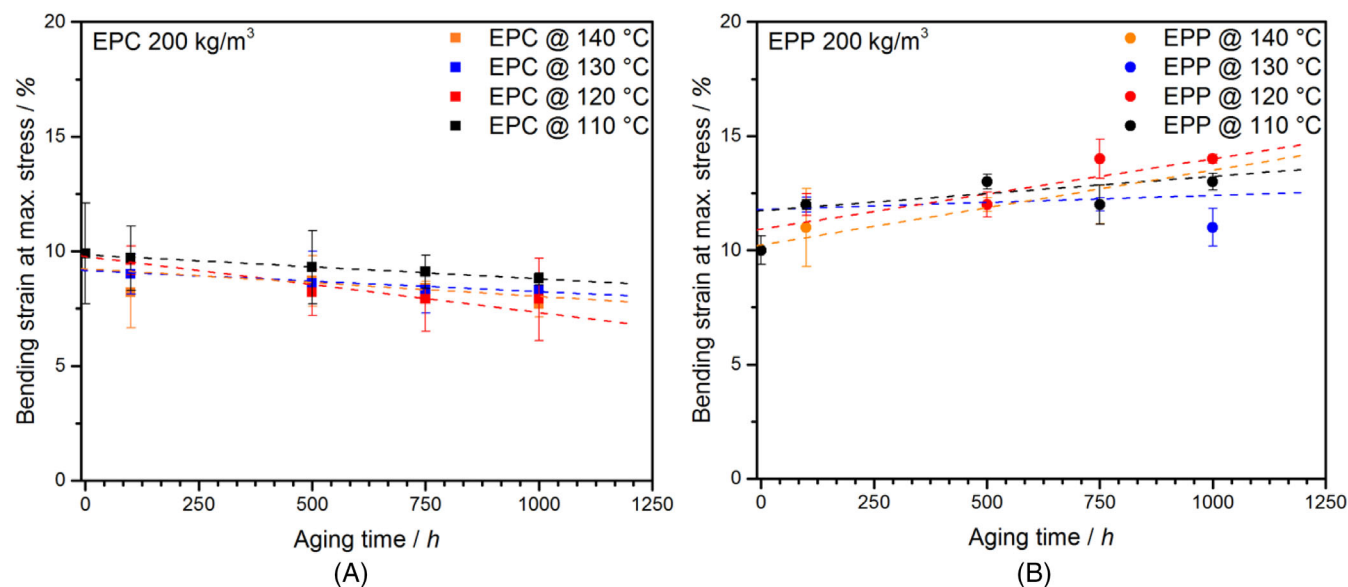 EPC 200 kg/m³
EPC @ 140 °C
EPC @ 130 °C
EPC @ 120 °C
EPC @ 110 °C
20
15
10
5
0
Bending strain at max. stress / %
0 250 500 750 1000 1250
Aging time / h
(A)
EPP 200 kg/m³
EPP @ 140 °C
EPP @ 130 °C
EPP @ 120 °C
EPP @ 110 °C
20
15
10
5
0
Bending strain at max. stress / %
0 250 500 750 1000 1250
Aging time / h
(B)